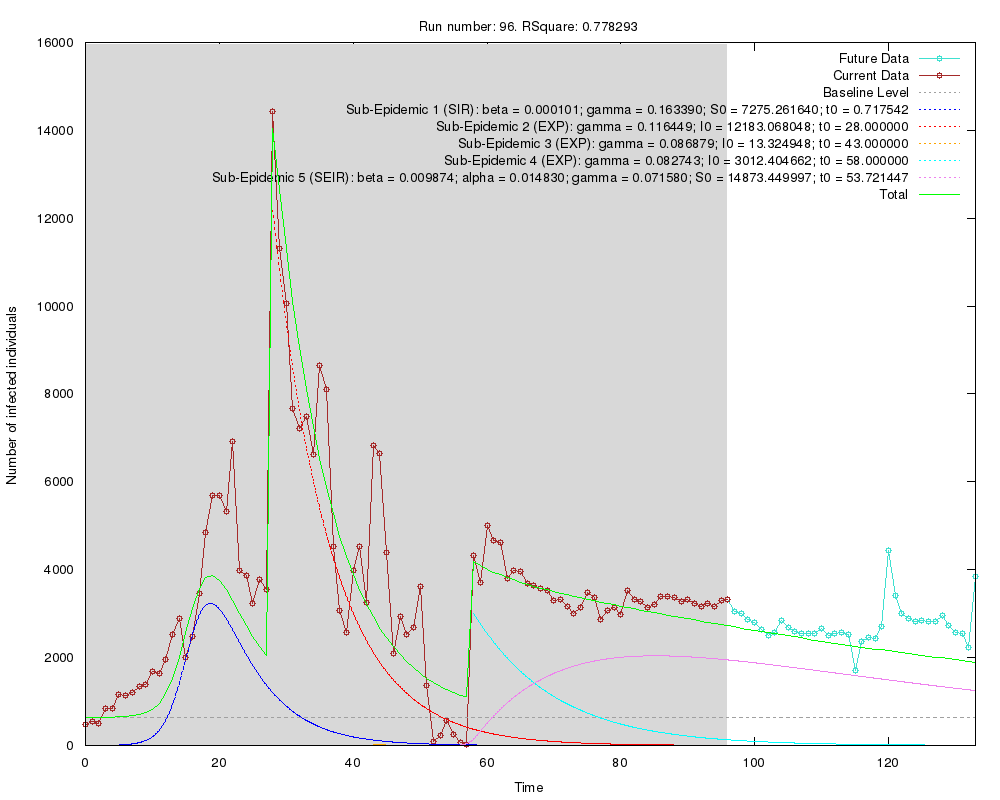 Run number: 96. RSquare: 0.778293
16000
14000
12000
10000
8000
6000
4000
2000
0
Number of infected individuals
Future Data
Current Data
Baseline Level
Sub-Epidemic 1 (SIR): beta = 0.000101; gamma = 0.163390; S0 = 7275.261640; t0 = 0.717542
Sub-Epidemic 2 (EXP): gamma = 0.116449; I0 = 12183.068048; t0 = 28.000000
Sub-Epidemic 3 (EXP): gamma = 0.086879; I0 = 13.324948; t0 = 43.000000
Sub-Epidemic 4 (EXP): gamma = 0.082743; I0 = 3012.404662; t0 = 58.000000
Sub-Epidemic 5 (SEIR): beta = 0.009874; alpha = 0.014830; gamma = 0.071580; S0 = 14873.449997; t0 = 53.721447
Total
0 20 40 60 80 100 120
Time